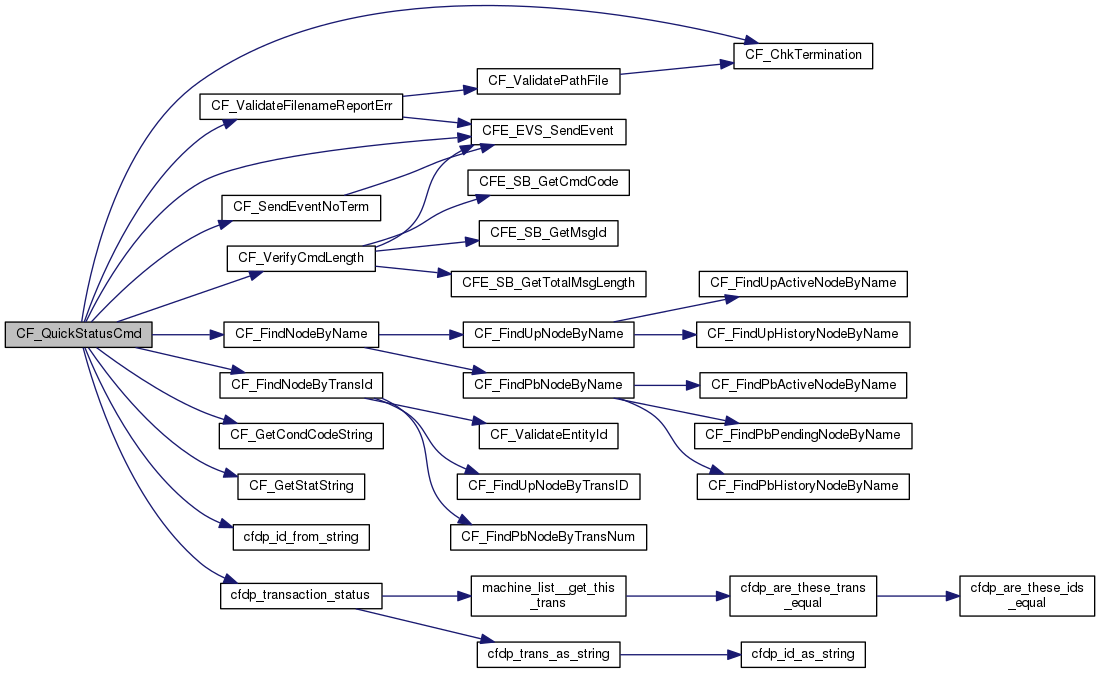 CF_ChkTermination
CF_ValidatePathFile
CF_ValidateFilenameReportErr
CFE_EVS_SendEvent
CFE_SB_GetCmdCode
CF_SendEventNoTerm
CFE_SB_GetMsgId
CF_VerifyCmdLength
CFE_SB_GetTotalMsgLength
CF_FindUpActiveNodeByName
CF_QuickStatusCmd
CF_FindNodeByName
CF_FindUpNodeByName
CF_FindUpHistoryNodeByName
CF_FindNodeByTransId
CF_FindPbNodeByName
CF_FindPbActiveNodeByName
CF_GetCondCodeString
CF_ValidateEntityId
CF_FindPbPendingNodeByName
CF_GetStatString
CF_FindUpNodeByTransID
CF_FindPbHistoryNodeByName
cfdp_id_from_string
CF_FindPbNodeByTransNum
cfdp_transaction_status
machine_list__get_this
_trans
cfdp_are_these_trans
_equal
cfdp_are_these_ids
_equal
cfdp_trans_as_string
cfdp_id_as_string